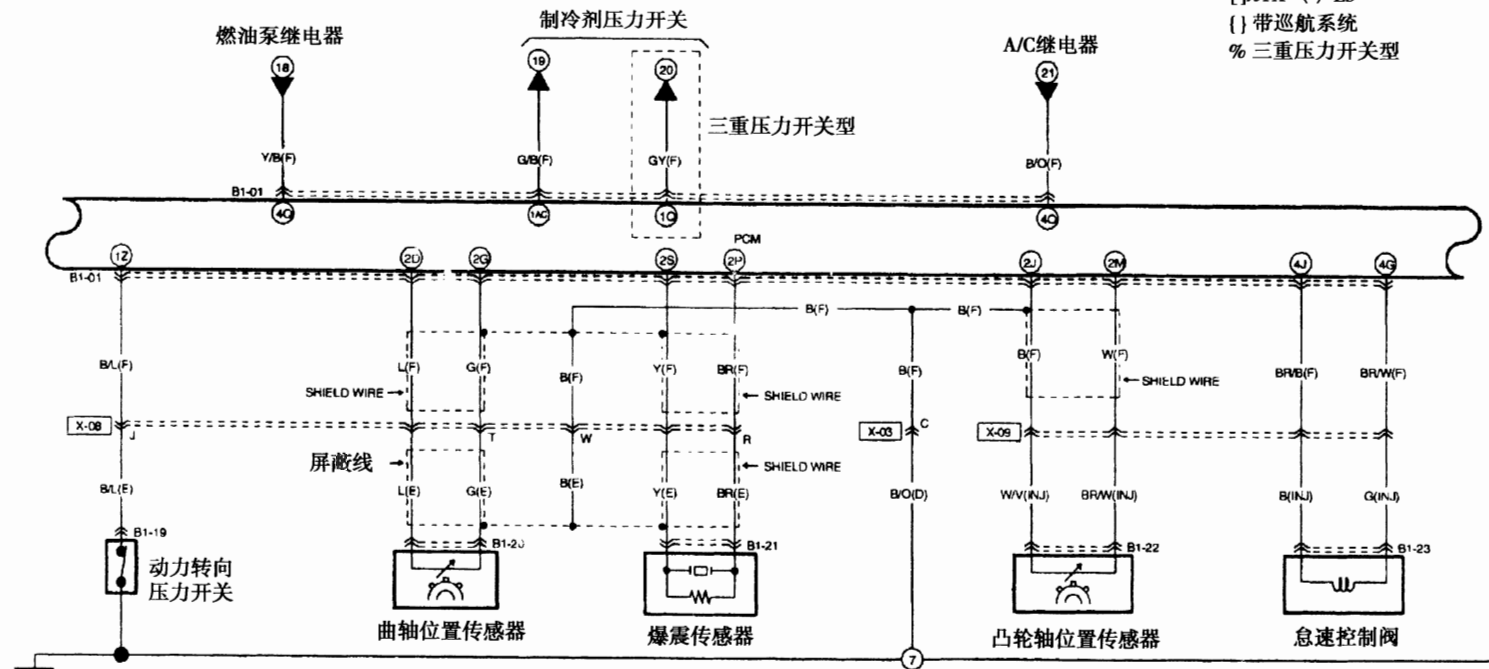 {} 带巡航系统
% 三重压力开关型
制冷剂压力开关
燃油泵继电器
A/C继电器
18
19
20
21
三重压力开关型
Y/B(F)
G/B(F)
GY(F)
B/O(F)
B1-01
1AC
1Q
PCM
1Z
2D
2G
2S
2P
2J
2M
4J
4G
B1-01
B(F)
B(F)
B/L(F)
L(F)
G(F)
B(F)
Y(F)
BR(F)
B(F)
B(F)
W(F)
BR/B(F)
BR/W(F)
SHIELD WIRE
SHIELD WIRE
SHIELD WIRE
X-08
J
T
W
R
X-03
C
X-09
屏蔽线
SHIELD WIRE
B/L(E)
L(E)
G(E)
B(E)
Y(E)
BR(E)
B/O(D)
W/V(INJ)
BR/W(INJ)
B(INJ)
G(INJ)
B1-19
B1-20
B1-21
B1-22
B1-23
动力转向
压力开关
曲轴位置传感器
爆震传感器
凸轮轴位置传感器
怠速控制阀
7